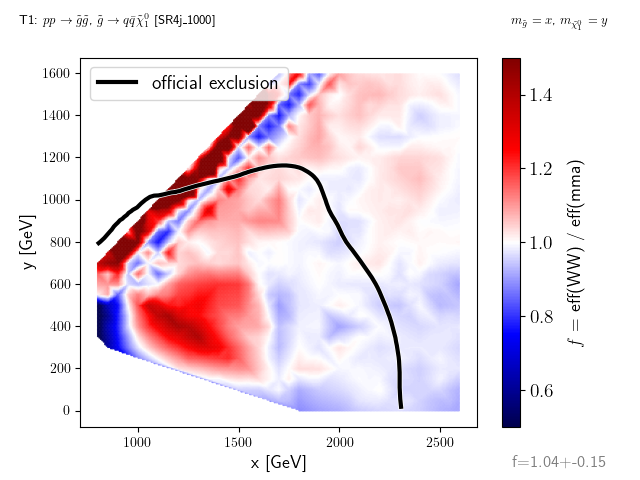 T1: pp → g̃g̃, g̃ → qq̄χ̃₁⁰ [SR4j_1000]
m_g̃ = x, m_χ̃₁⁰ = y
official exclusion
1600
1400
1200
1000
800
600
400
200
0
y [GeV]
1000 1500 2000 2500
x [GeV]
1.4
1.2
1.0
0.8
0.6
f = eff(WW) / eff(mma)
f=1.04+-0.15